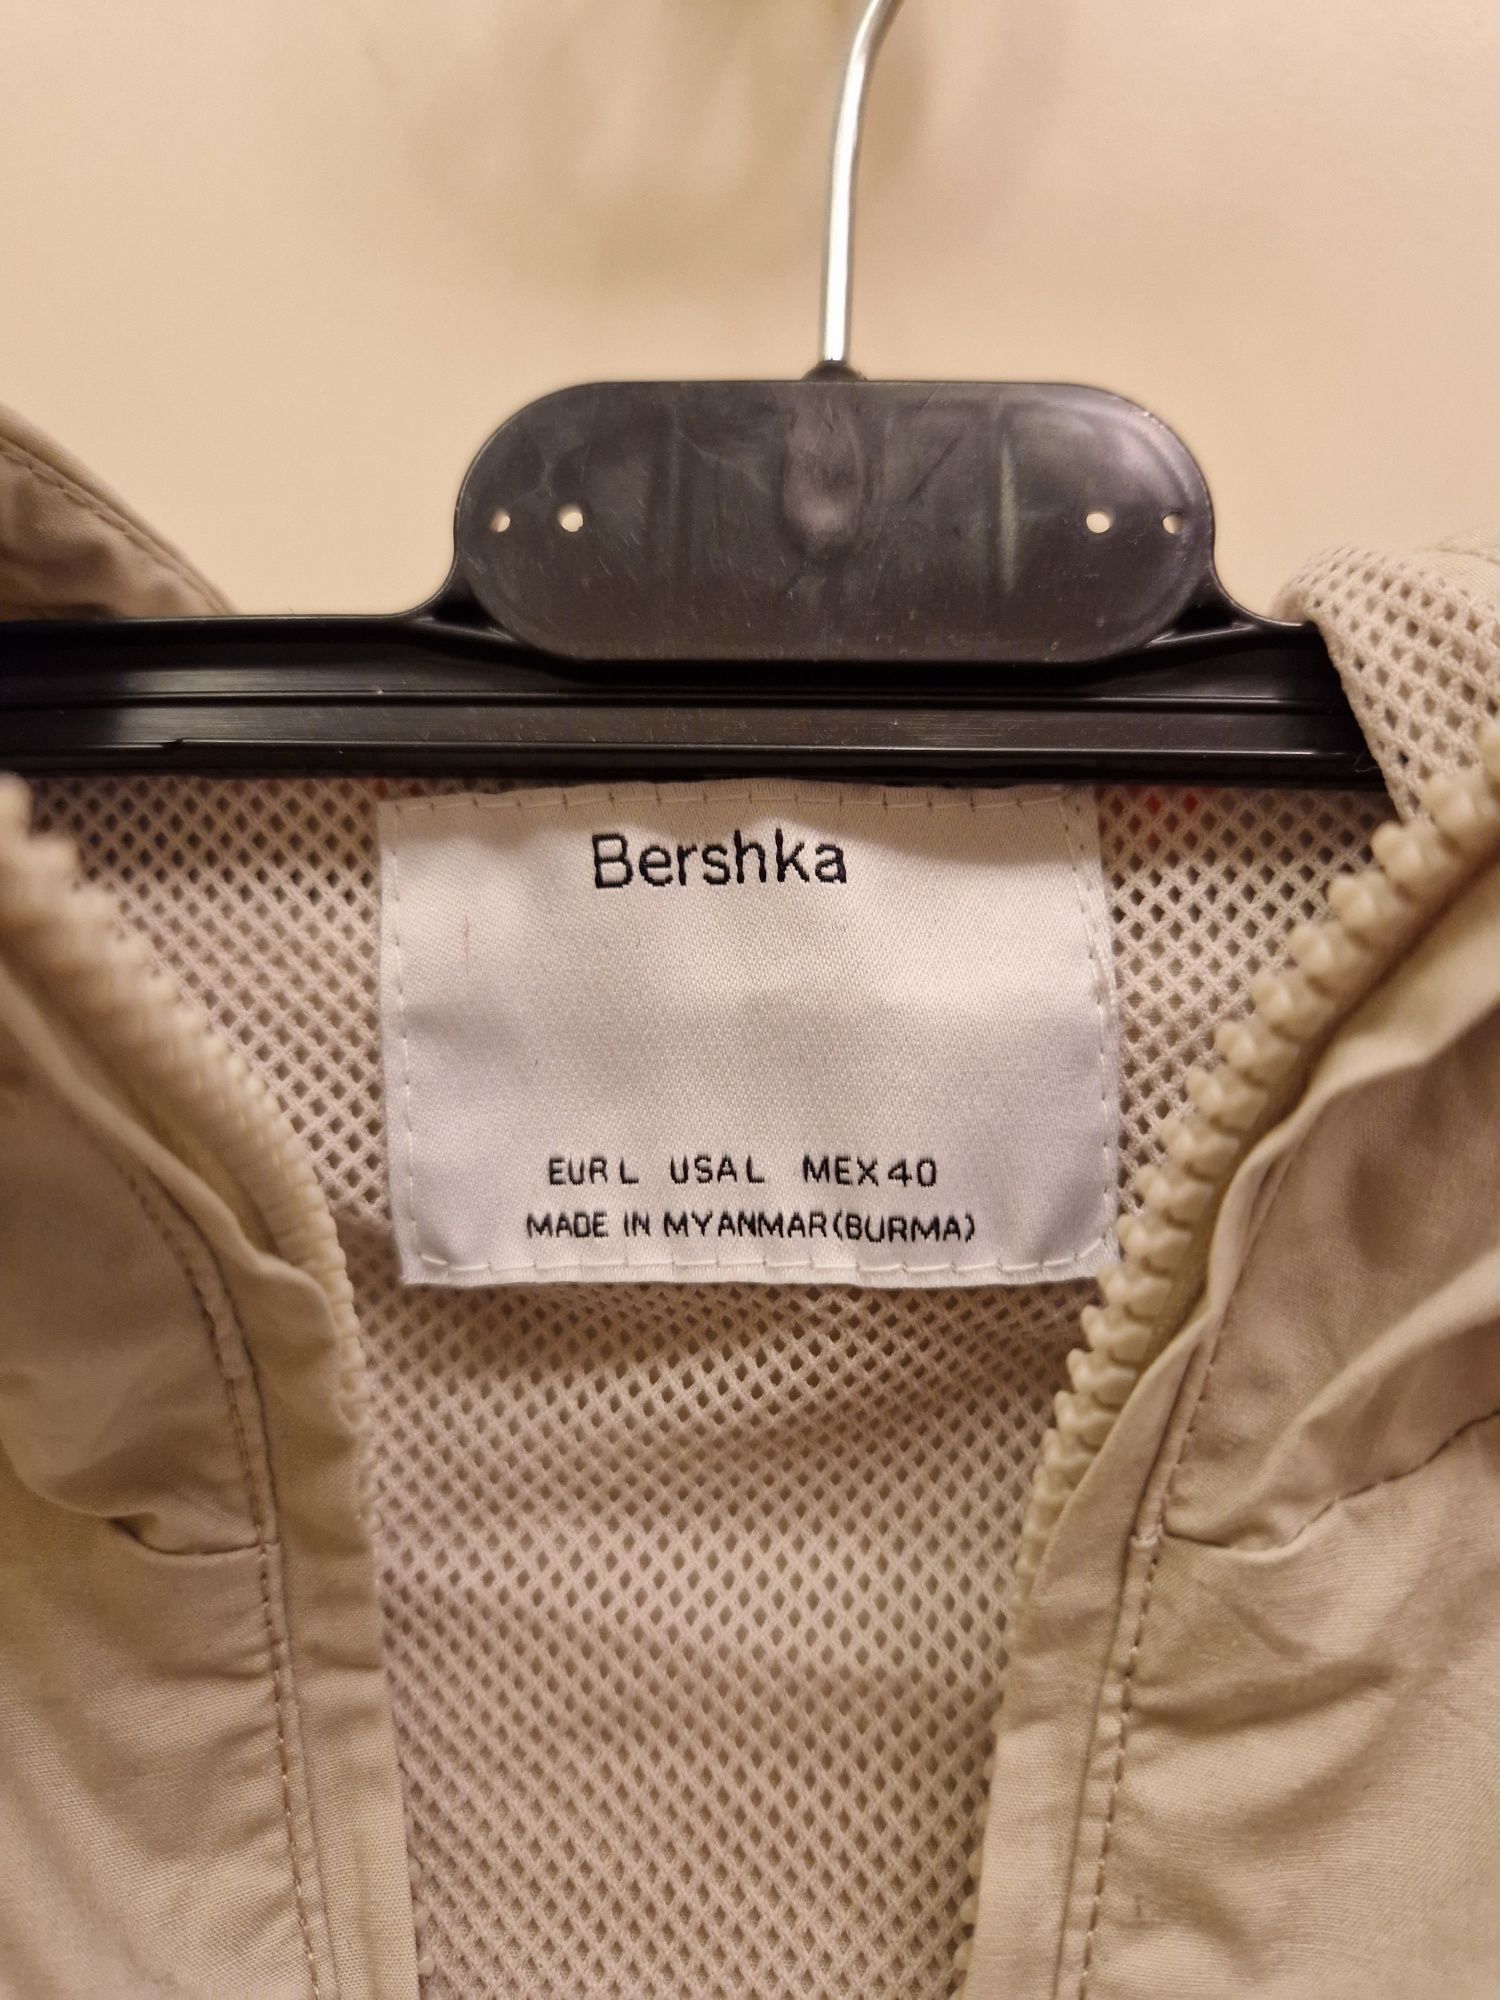 Bershka
EUR L USA L MEX 40
MADE IN MYANMAR(BURMA)